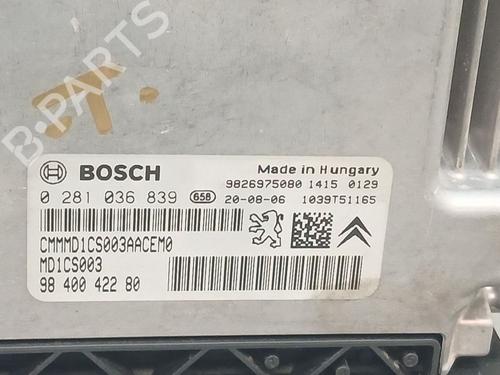 B-PARTS
BOSCH
Made in Hungary
9826975080 1415 0129
0 281 036 839 658 20-08-06 1039T51165
CMMMD1CS003AACEM0
MD1CS003
98 400 422 80